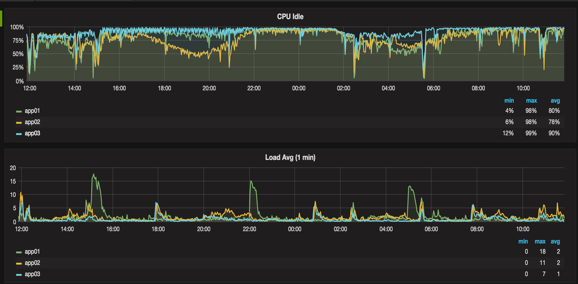 CPU Idle
100%
75%
50%
25%
0%
12:00 14:00 16:00 18:00 20:00 22:00 00:00 02:00 04:00 06:00 08:00 10:00
min max avg
app01 4% 98% 80%
app02 6% 98% 78%
app03 12% 99% 90%
Load Avg (1 min)
20
15
10
5
0
12:00 14:00 16:00 18:00 20:00 22:00 00:00 02:00 04:00 06:00 08:00 10:00
min max avg
app01 0 18 2
app02 0 11 2
app03 0 7 1